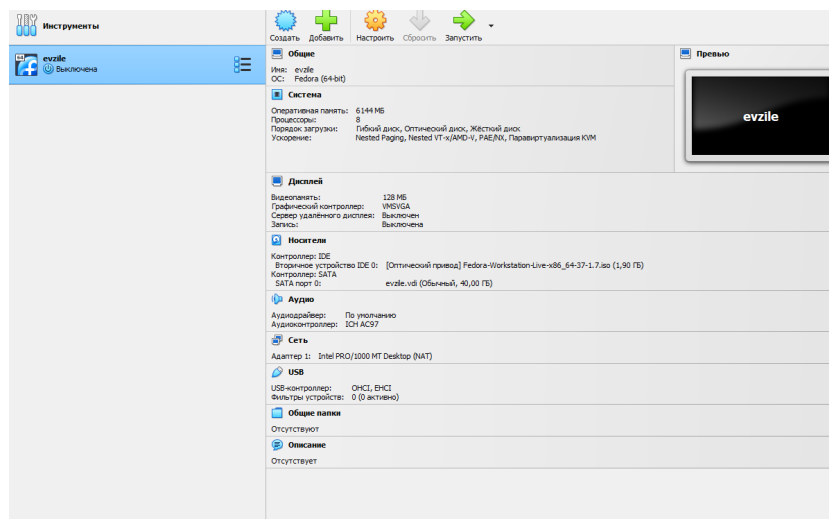 Инструменты
Создать Добавить Настроить Сбросить Запустить
64
evzile
Выключена
Общие
Имя: evzile
ОС: Fedora (64-bit)
Система
Оперативная память: 6144 МБ
Процессоры: 8
Порядок загрузки: Гибкий диск, Оптический диск, Жёсткий диск
Ускорение: Nested Paging, Nested VT-x/AMD-V, PAE/NX, Паравиртуализация KVM
Превью
evzile
Дисплей
Видеопамять: 128 МБ
Графический контроллер: VMSVGA
Сервер удалённого дисплея: Выключен
Запись: Выключена
Носители
Контроллер: IDE
Вторичное устройство IDE 0: [Оптический привод] Fedora-Workstation-Live-x86_64-37-1.7.iso (1,90 ГБ)
Контроллер: SATA
SATA порт 0: evzile.vdi (Обычный, 40,00 ГБ)
Аудио
Аудиодрайвер: По умолчанию
Аудиоконтроллер: ICH AC97
Сеть
Адаптер 1: Intel PRO/1000 MT Desktop (NAT)
USB
USB-контроллер: OHCI, EHCI
Фильтры устройств: 0 (0 активно)
Общие папки
Отсутствуют
Описание
Отсутствует